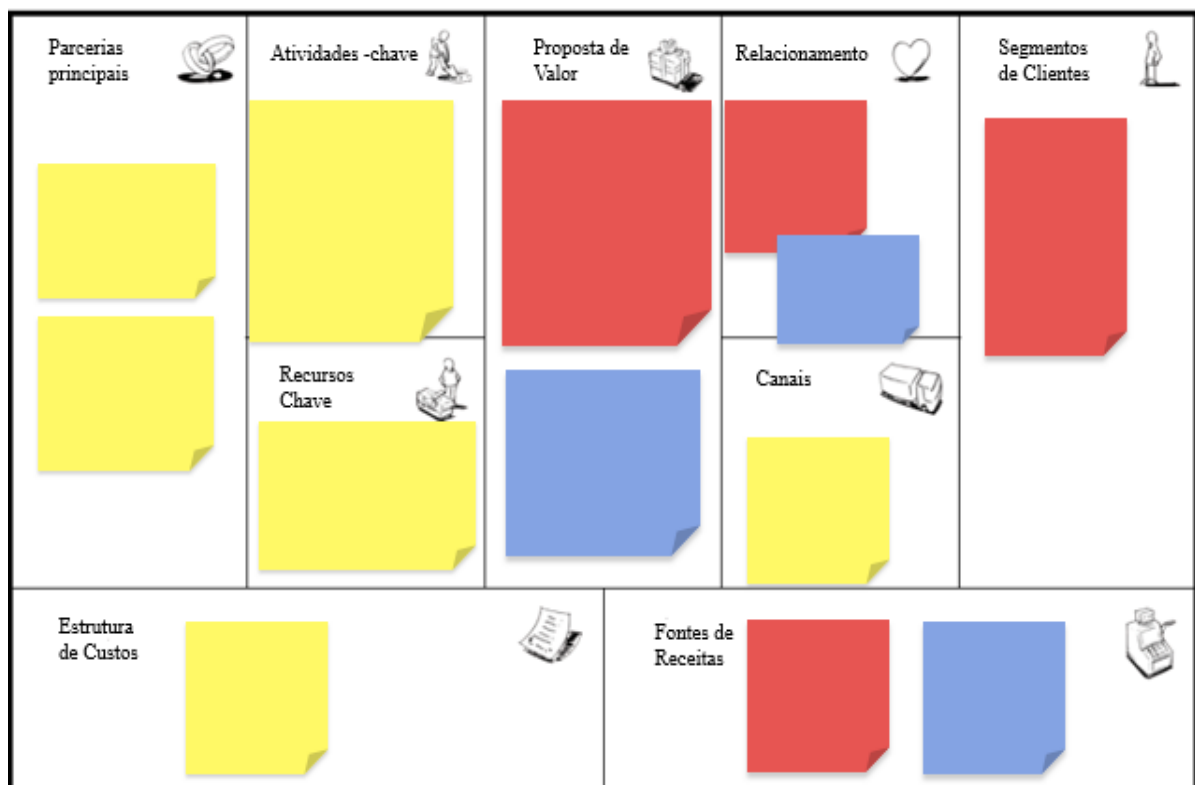 Parcerias
principais
Atividades -chave
Proposta de
Valor
Relacionamento
Segmentos
de Clientes
Recursos
Chave
Canais
Estrutura
de Custos
Fontes de
Receitas